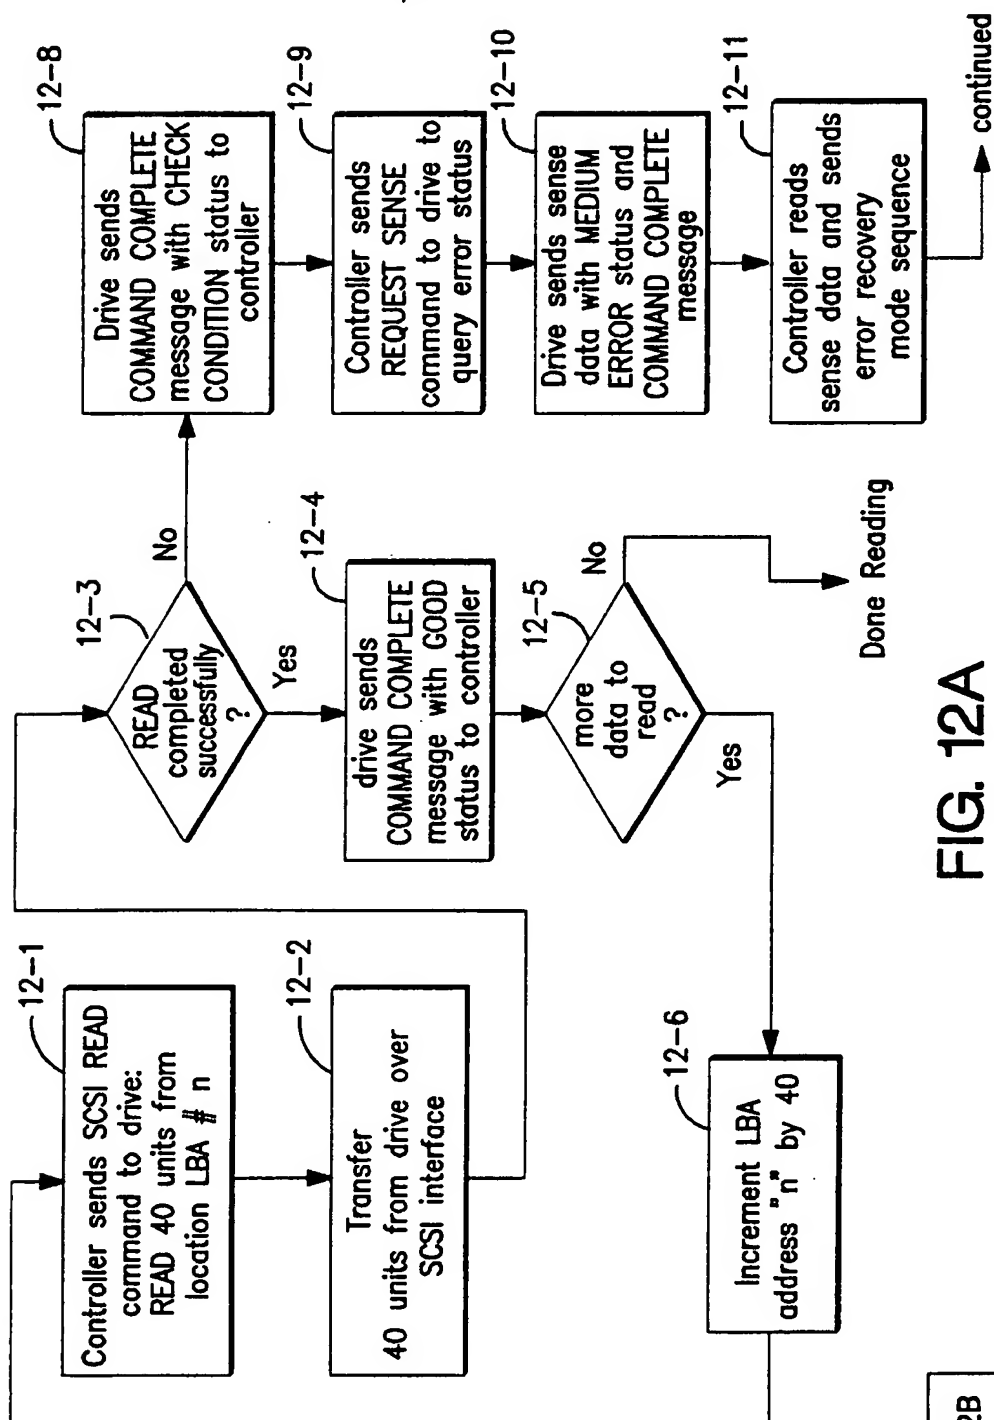 12-1
Controller sends SCSI READ
command to drive:
READ 40 units from
location LBA # n
12-2
Transfer
40 units from drive over
SCSI interface
12-3
READ
completed
successfully
?
No
Yes
12-4
drive sends
COMMAND COMPLETE
message with GOOD
status to controller
12-5
more
data to
read
?
No
Yes
Done Reading
12-6
Increment LBA
address "n" by 40
12-8
Drive sends
COMMAND COMPLETE
message with CHECK
CONDITION status to
controller
12-9
Controller sends
REQUEST SENSE
command to drive to
query error status
12-10
Drive sends sense
data with MEDIUM
ERROR status and
COMMAND COMPLETE
message
12-11
Controller reads
sense data and sends
error recovery
mode sequence
continued
FIG. 12A